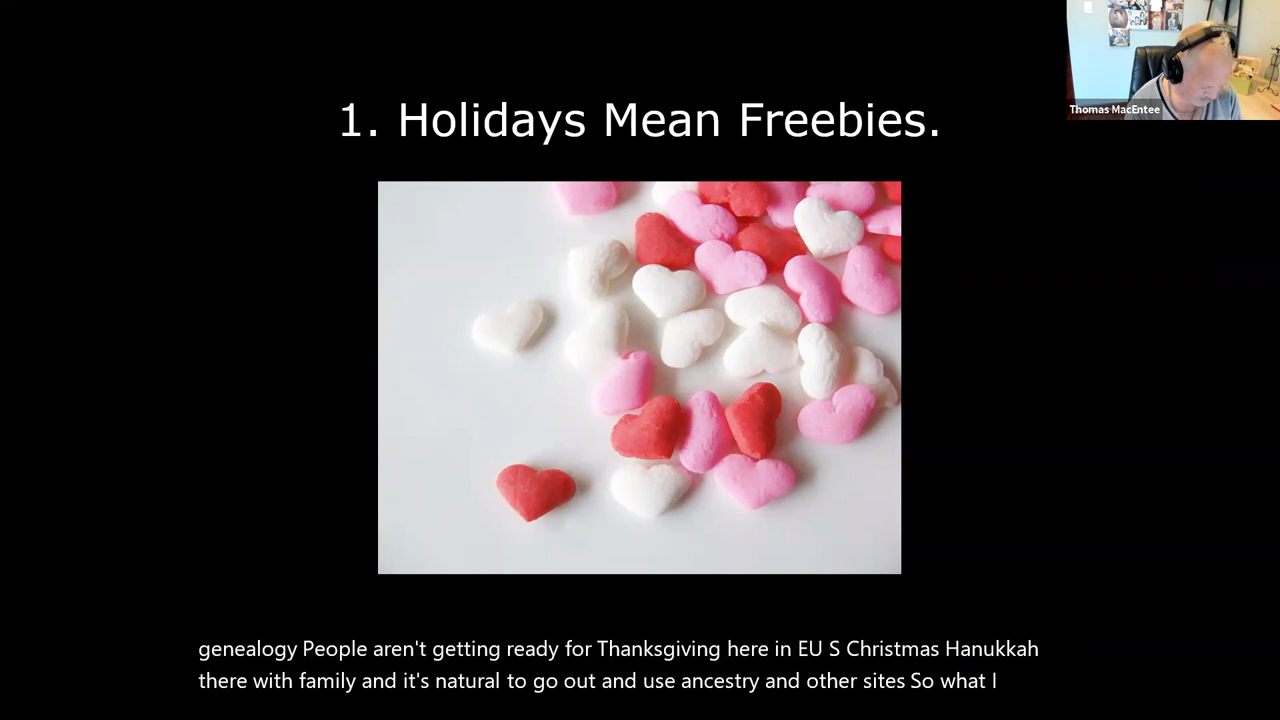 1. Holidays Mean Freebies.
Thomas MacEntee
genealogy People aren't getting ready for Thanksgiving here in EU S Christmas Hanukkah
there with family and it's natural to go out and use ancestry and other sites So what I